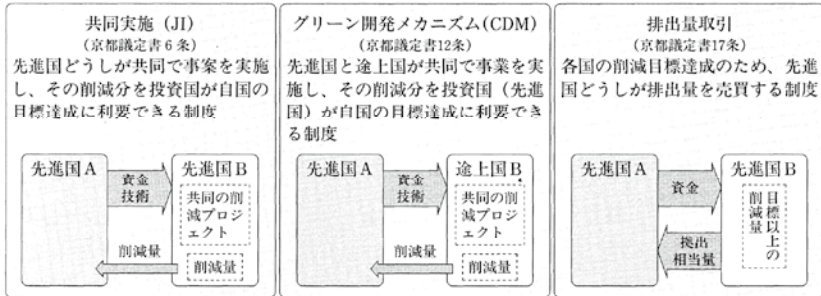 共同実施（JI）
（京都議定書6条）
先進国どうしが共同で事案を実施
し、その削減分を投資国が自国の
目標達成に利要できる制度
先進国A
資金
技術
先進国B
共同の削
減プロジ
ェクト
削減量
削減量
グリーン開発メカニズム(CDM)
（京都議定書12条）
先進国と途上国が共同で事業を実
施し、その削減分を投資国（先進
国）が自国の目標達成に利要でき
る制度
先進国A
資金
技術
途上国B
共同の削
減プロジ
ェクト
削減量
削減量
排出量取引
（京都議定書17条）
各国の削減目標達成のため、先進
国どうしが排出量を売買する制度
先進国A
資金
先進国B
目標以上の
削減量
拠出
相当量